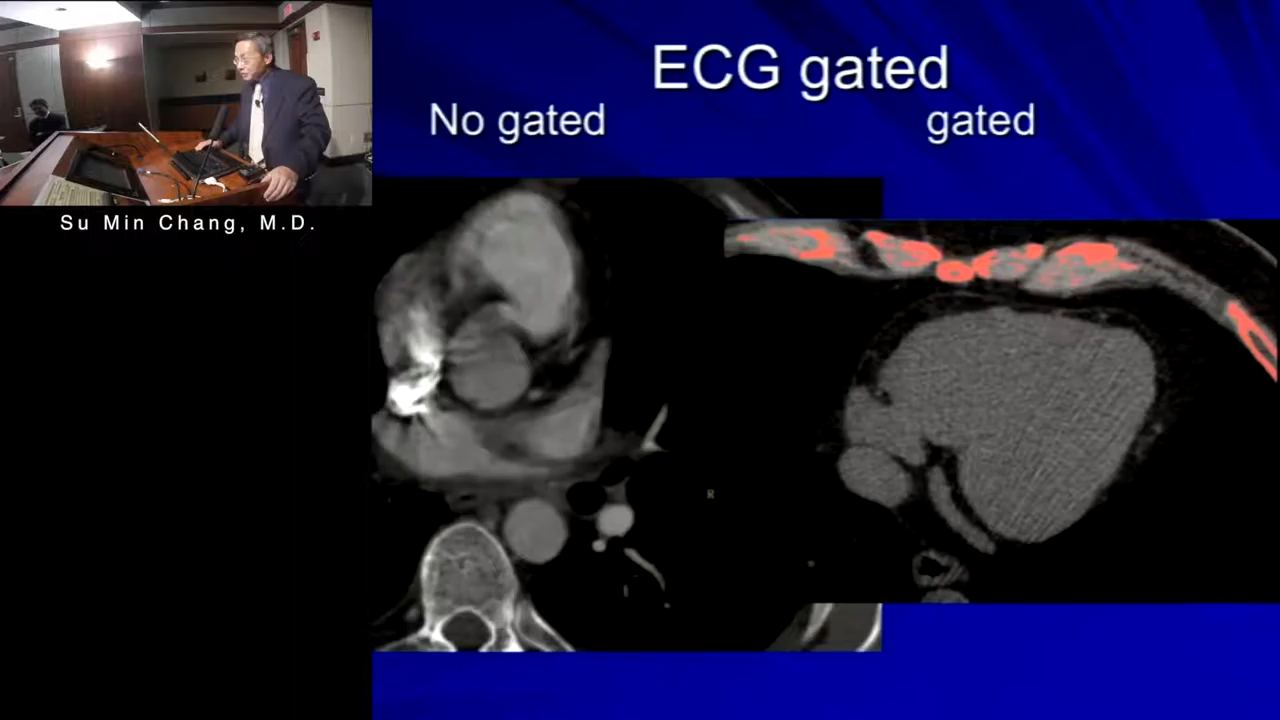 ECG gated
No gated
gated
Su Min Chang, M.D.
R